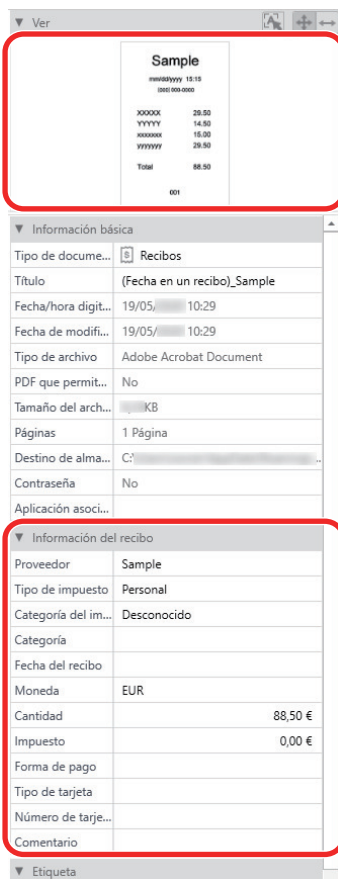 Ver
Sample
mm/dd/yyyy 15:15
(000) 000-0000
XXXXX 29.50
YYYYY 14.50
xxxxxxx 15.00
yyyyyyy 29.50
Total 88.50
001
Información básica
Tipo de docume... Recibos
Título (Fecha en un recibo)_Sample
Fecha/hora digit... 19/05/ 10:29
Fecha de modifi... 19/05/ 10:29
Tipo de archivo Adobe Acrobat Document
PDF que permit... No
Tamaño del arch... KB
Páginas 1 Página
Destino de alma... C:\ ...
Contraseña No
Aplicación asoci...
Información del recibo
Proveedor Sample
Tipo de impuesto Personal
Categoría del im... Desconocido
Categoría
Fecha del recibo
Moneda EUR
Cantidad 88,50 €
Impuesto 0,00 €
Forma de pago
Tipo de tarjeta
Número de tarje...
Comentario
Etiqueta